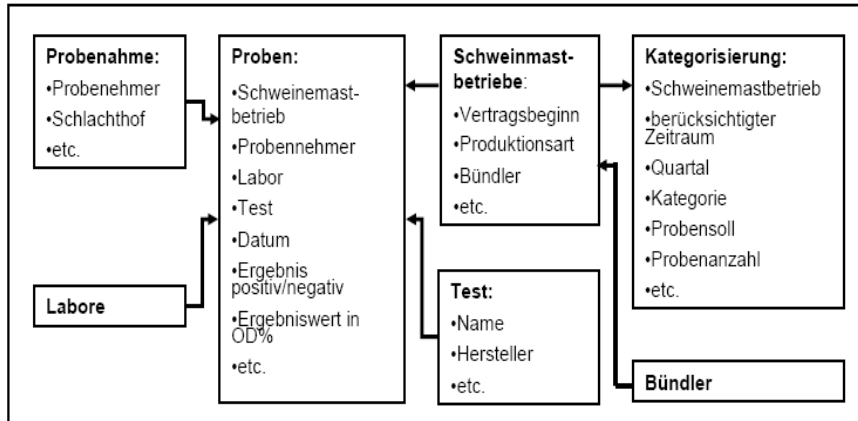 Probenahme:
•Probenehmer
•Schlachthof
•etc.
Labore
Proben:
•Schweinemast-
betrieb
•Probennehmer
•Labor
•Test
•Datum
•Ergebnis
positiv/negativ
•Ergebniswert in
OD%
•etc.
Schweinmast-
betriebe:
•Vertragsbeginn
•Produktionsart
•Bündler
•etc.
Test:
•Name
•Hersteller
•etc.
Kategorisierung:
•Schweinemastbetrieb
•berücksichtigter
Zeitraum
•Quartal
•Kategorie
•Probensoll
•Probenanzahl
•etc.
Bündler